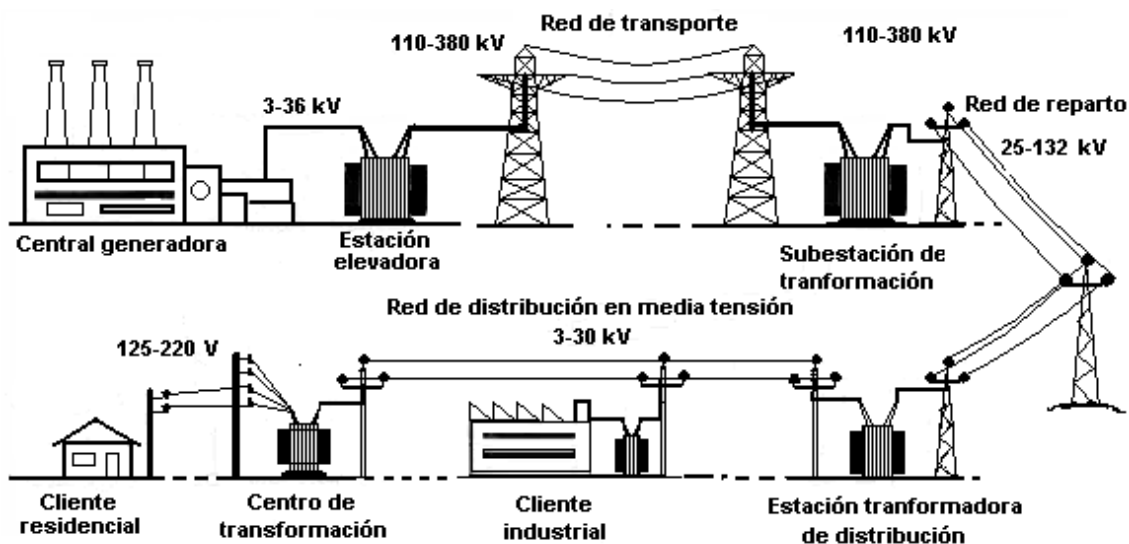 Red de transporte
110-380 kV
110-380 kV
3-36 kV
Red de reparto
25-132 kV
Central generadora
Estación
elevadora
Subestación de
tranformación
Red de distribución en media tensión
3-30 kV
125-220 V
Cliente
residencial
Centro de
transformación
Cliente
industrial
Estación tranformadora
de distribución